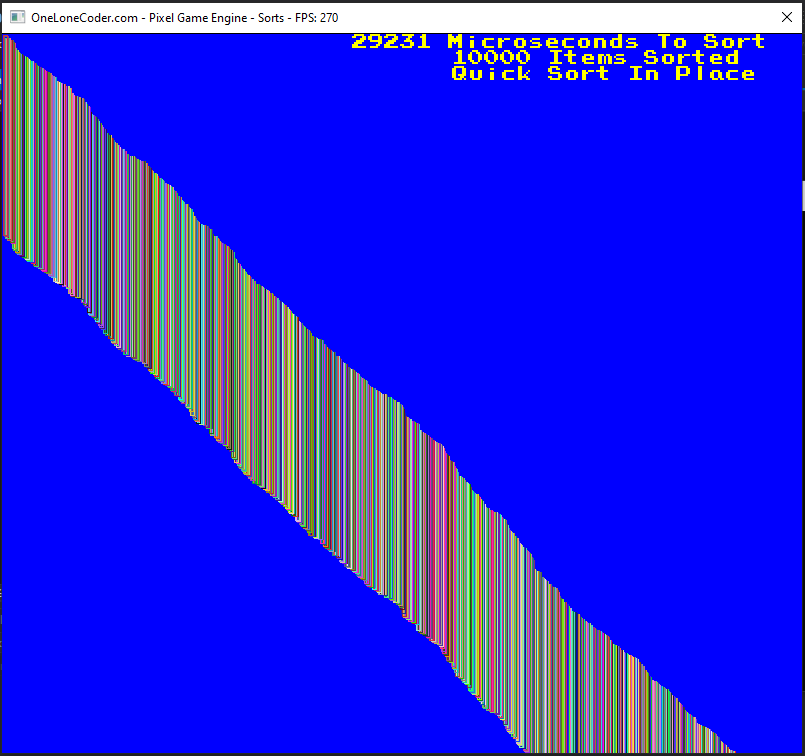 OneLoneCoder.com - Pixel Game Engine - Sorts - FPS: 270
29231 Microseconds To Sort
10000 Items Sorted
Quick Sort In Place